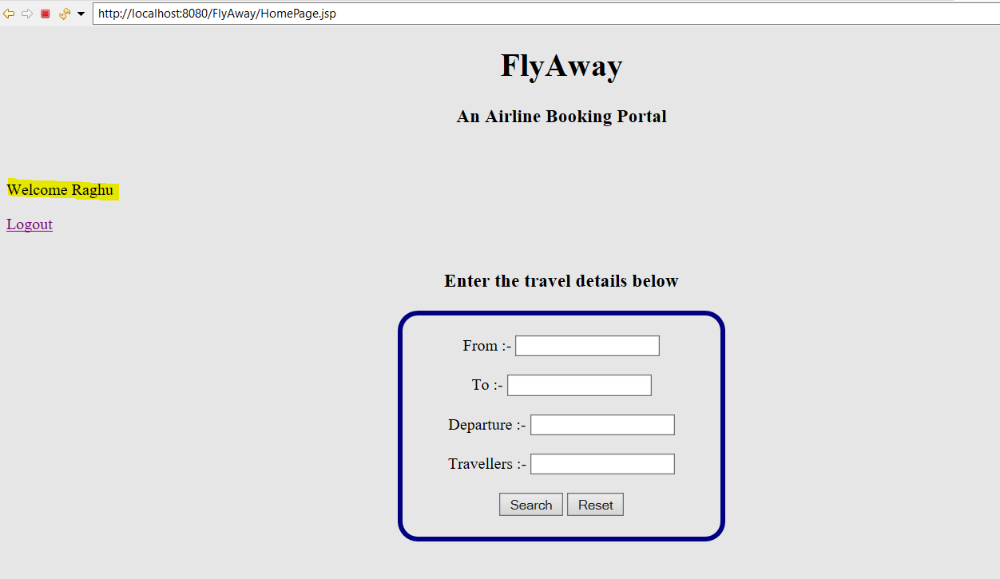 http://localhost:8080/FlyAway/HomePage.jsp
FlyAway
An Airline Booking Portal
Welcome Raghu
Logout
Enter the travel details below
From :-
To :-
Departure :-
Travellers :-
Search Reset